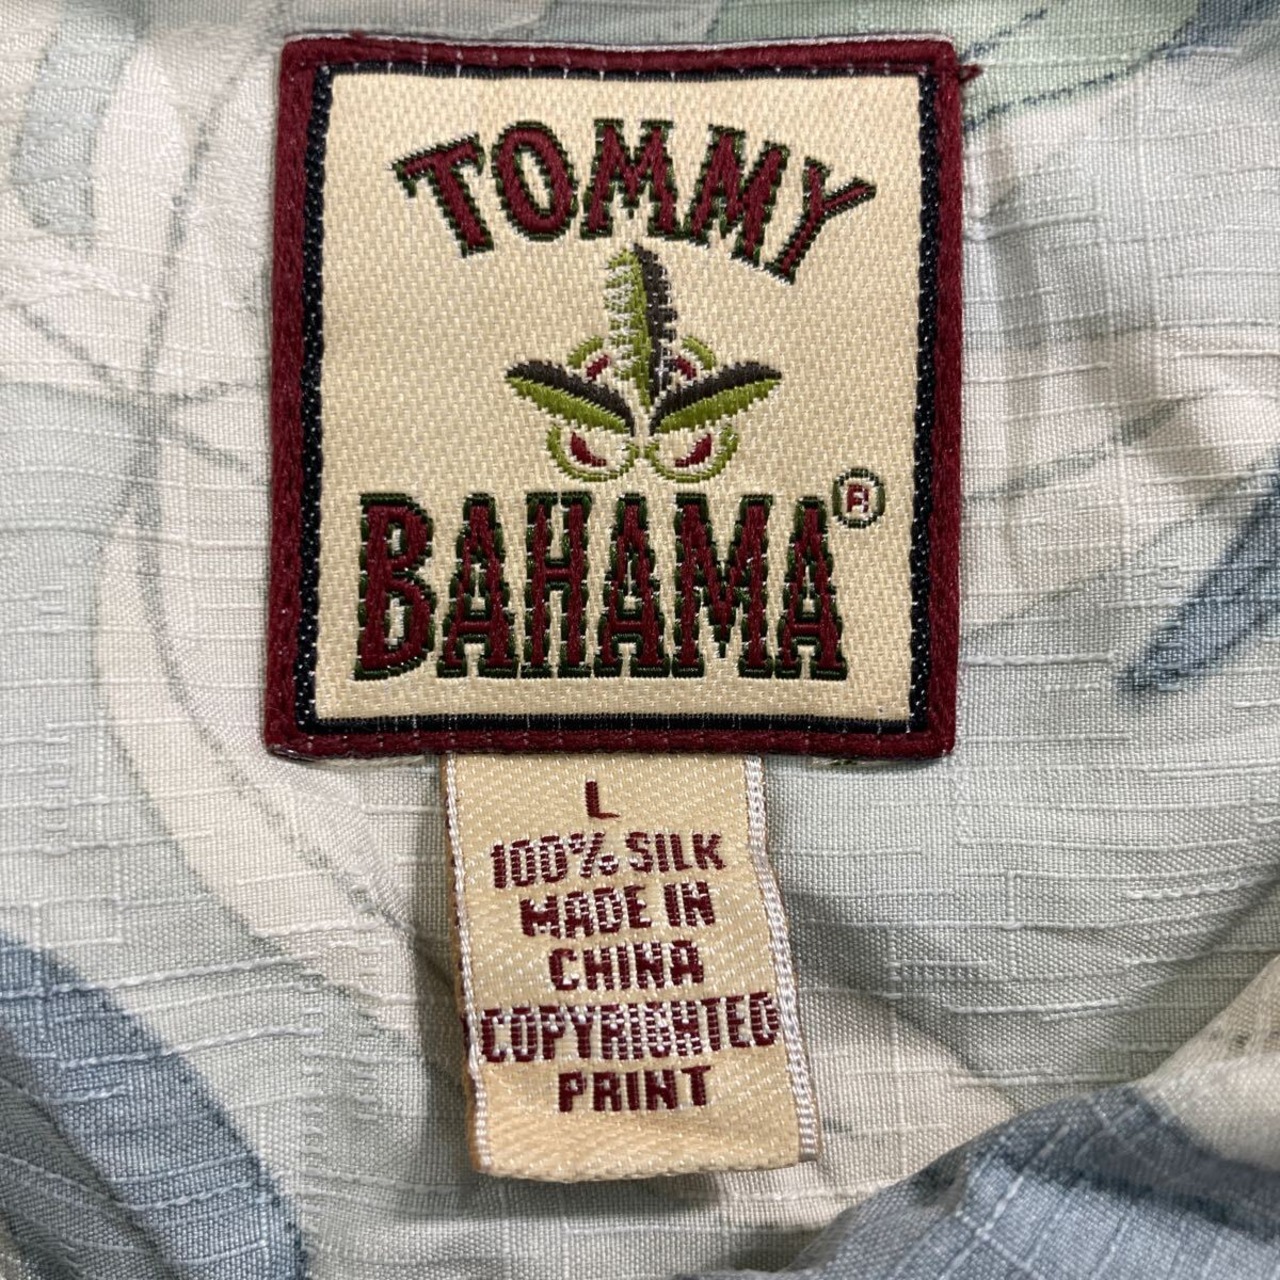 TOMMY
BAHAMA®
L
100% SILK
MADE IN
CHINA
COPYRIGHTED
PRINT